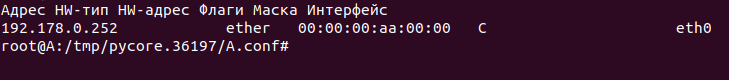 Адрес HW-тип HW-адрес Флаги Маска Интерфейс
192.178.0.252 ether 00:00:00:aa:00:00 C eth0
root@A:/tmp/pycore.36197/A.conf#